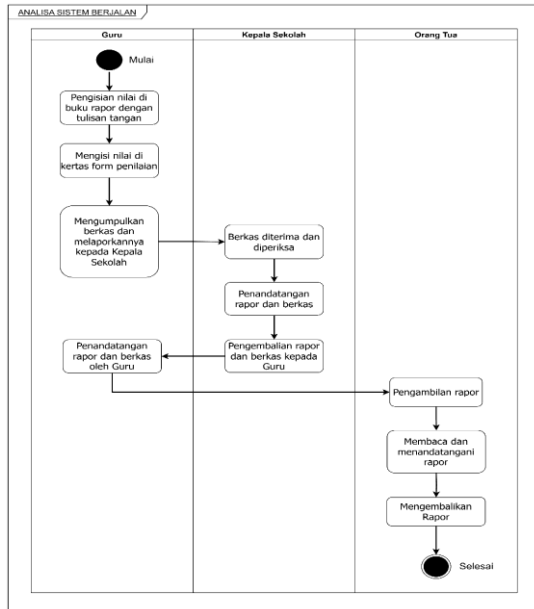 ANALISA SISTEM BERJALAN
Guru
Kepala Sekolah
Orang Tua
Mulai
Pengisian nilai di
buku rapor dengan
tulisan tangan
Mengisi nilai di
kertas form penilaian
Mengumpulkan
berkas dan
melaporkannya
kepada Kepala
Sekolah
Berkas diterima dan
diperiksa
Penandatangan
rapor dan berkas
Pengembalian rapor
dan berkas kepada
Guru
Penandatangan
rapor dan berkas
oleh Guru
Pengambilan rapor
Membaca dan
menandatangani
rapor
Mengembalikan
Rapor
Selesai